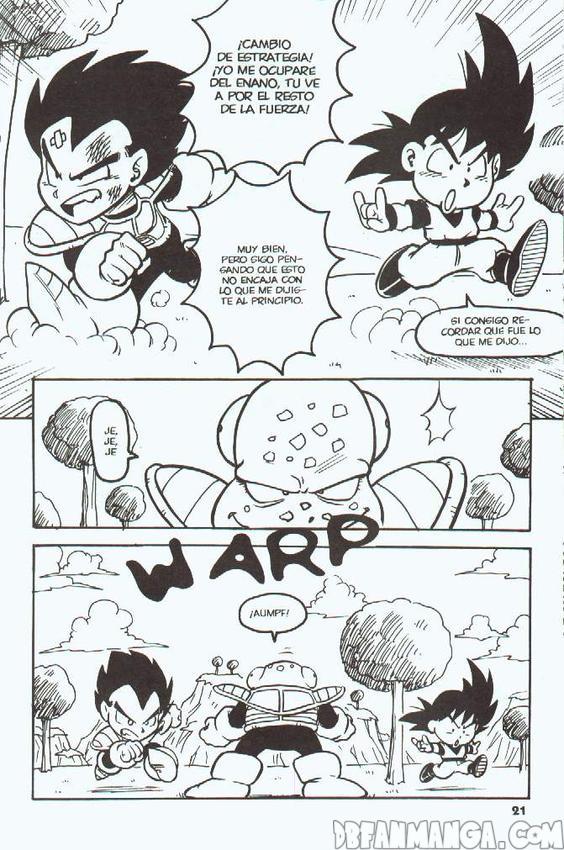 ¡CAMBIO
DE ESTRATEGIA!
¡YO ME OCUPARE
DEL ENANO, TU VE
A POR EL RESTO
DE LA FUERZA!
MUY BIEN,
PERO SIGO PEN-
SANDO QUE ESTO
NO ENCAJA CON
LO QUE ME DIJIS-
TE AL PRINCIPIO.
SI CONSIGO RE-
CORDAR QUE FUE LO
QUE ME DIJO...
JE,
JE,
JE
WARP
¡AUMPF!
21
DBFANMANGA.COM